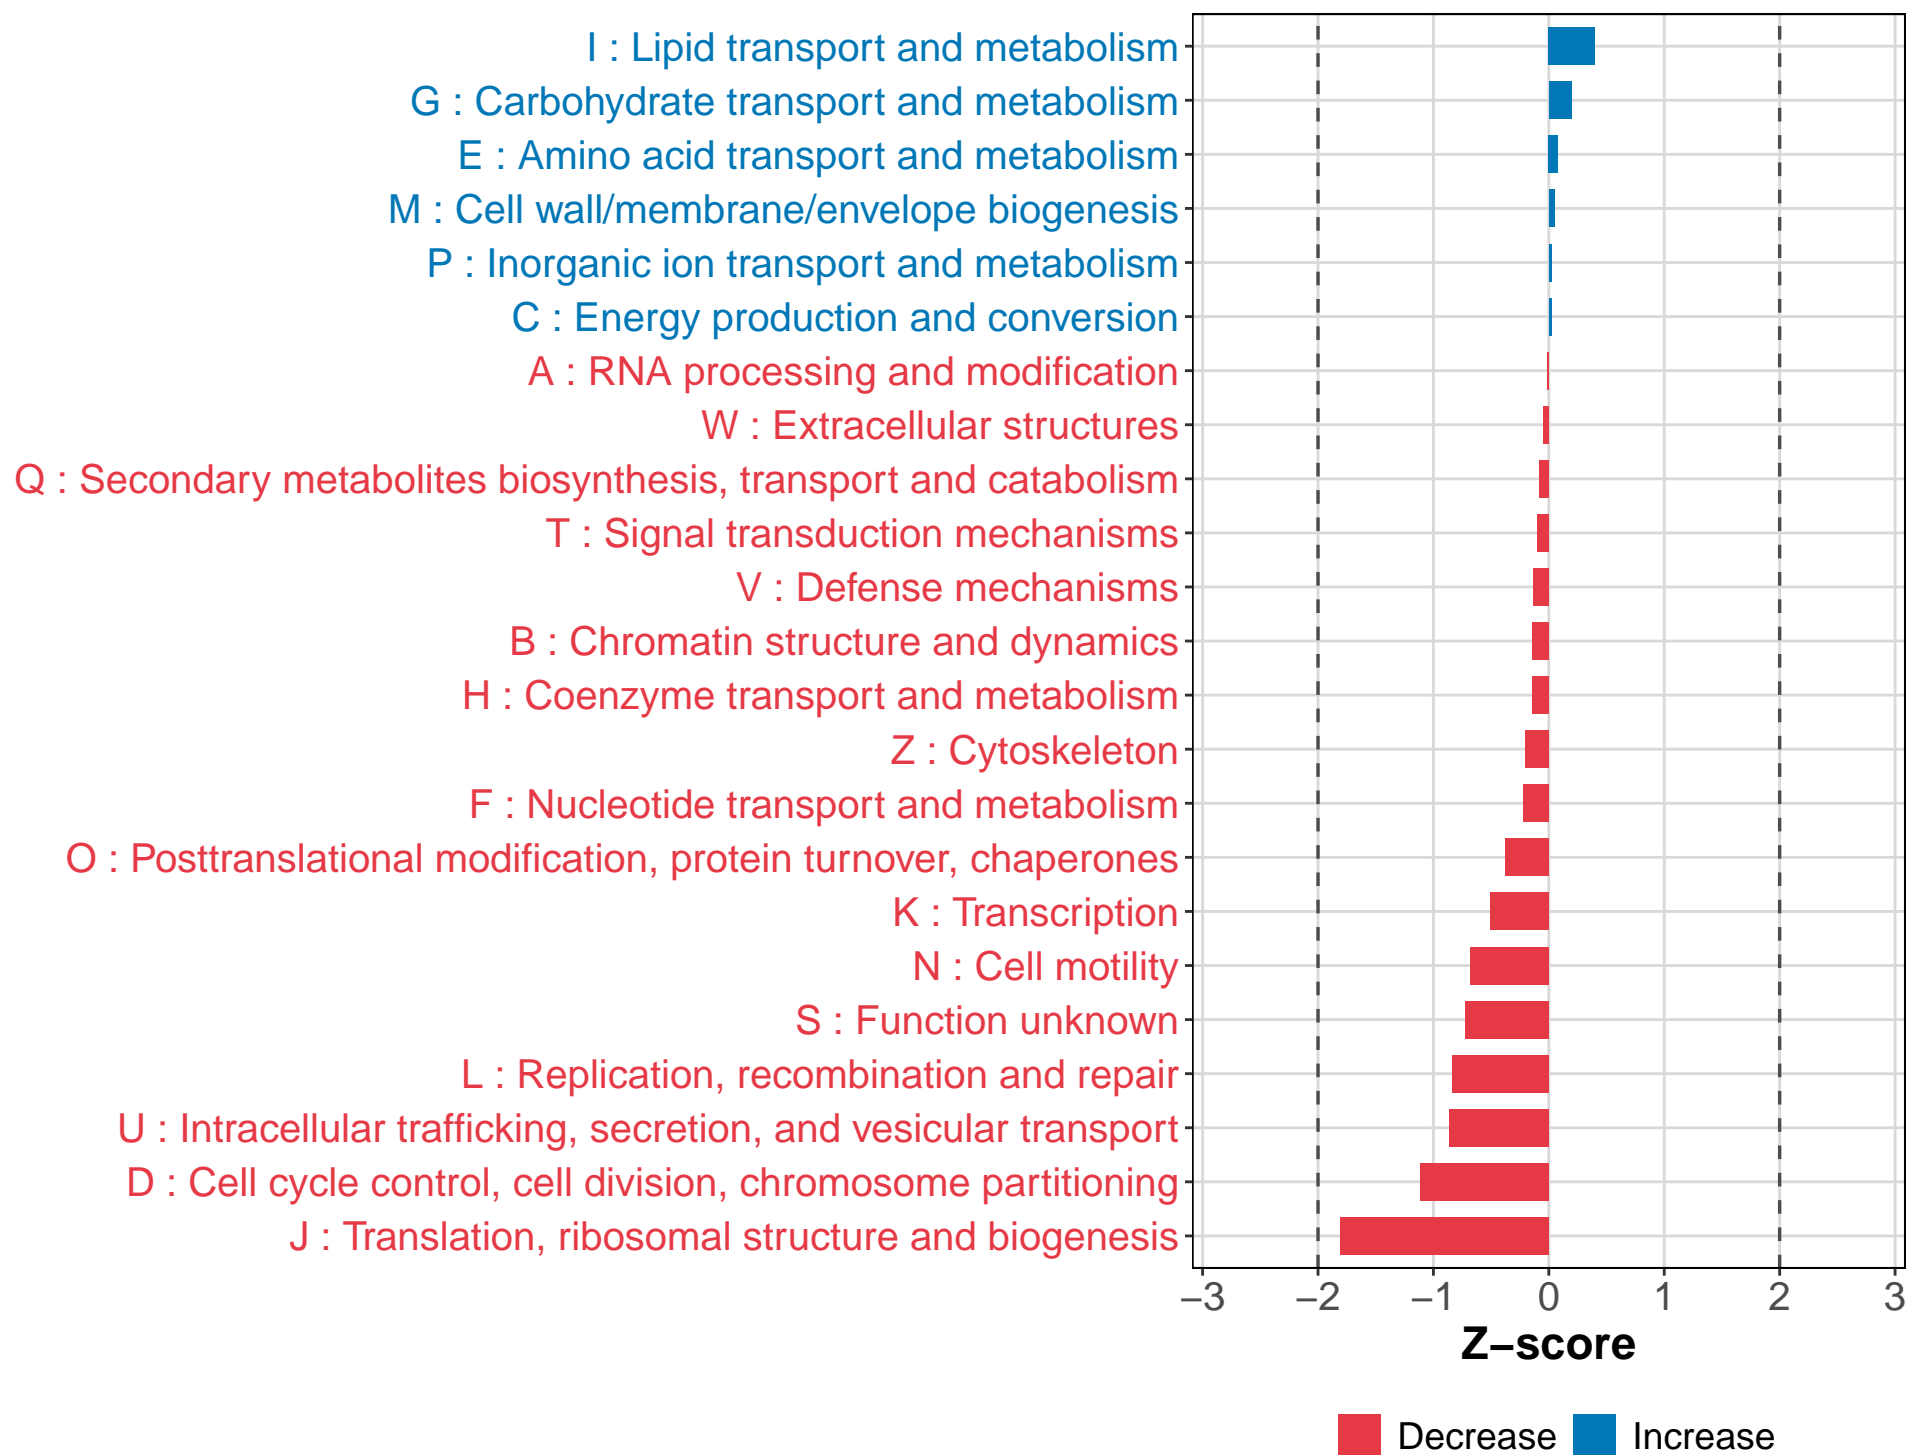 I : Lipid transport and metabolism
G : Carbohydrate transport and metabolism
E : Amino acid transport and metabolism
M : Cell wall/membrane/envelope biogenesis
P : Inorganic ion transport and metabolism
C : Energy production and conversion
A : RNA processing and modification
W : Extracellular structures
Q : Secondary metabolites biosynthesis, transport and catabolism
T : Signal transduction mechanisms
V : Defense mechanisms
B : Chromatin structure and dynamics
H : Coenzyme transport and metabolism
Z : Cytoskeleton
F : Nucleotide transport and metabolism
O : Posttranslational modification, protein turnover, chaperones
K : Transcription
N : Cell motility
S : Function unknown
L : Replication, recombination and repair
U : Intracellular trafficking, secretion, and vesicular transport
D : Cell cycle control, cell division, chromosome partitioning
J : Translation, ribosomal structure and biogenesis
−3 −2 −1 0 1 2 3
Z−score
Decrease Increase